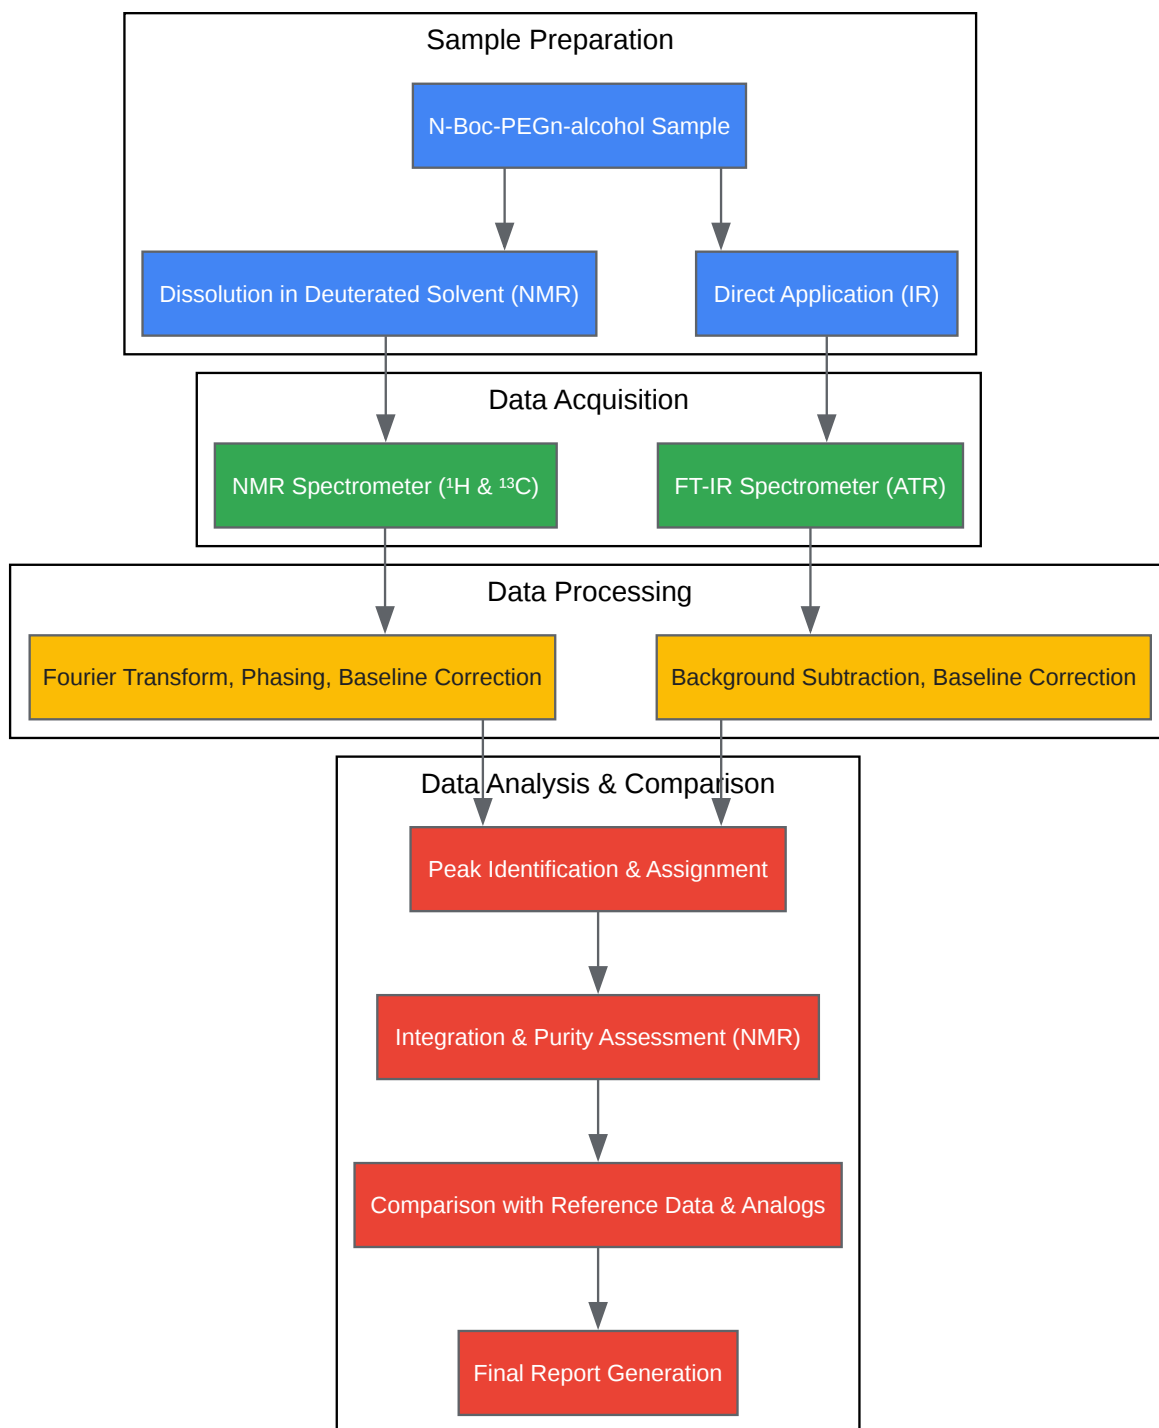 Sample Preparation
N-Boc-PEGn-alcohol Sample
Dissolution in Deuterated Solvent (NMR)
Direct Application (IR)
Data Acquisition
NMR Spectrometer (¹H & ¹³C)
FT-IR Spectrometer (ATR)
Data Processing
Fourier Transform, Phasing, Baseline Correction
Background Subtraction, Baseline Correction
Data Analysis & Comparison
Peak Identification & Assignment
Integration & Purity Assessment (NMR)
Comparison with Reference Data & Analogs
Final Report Generation